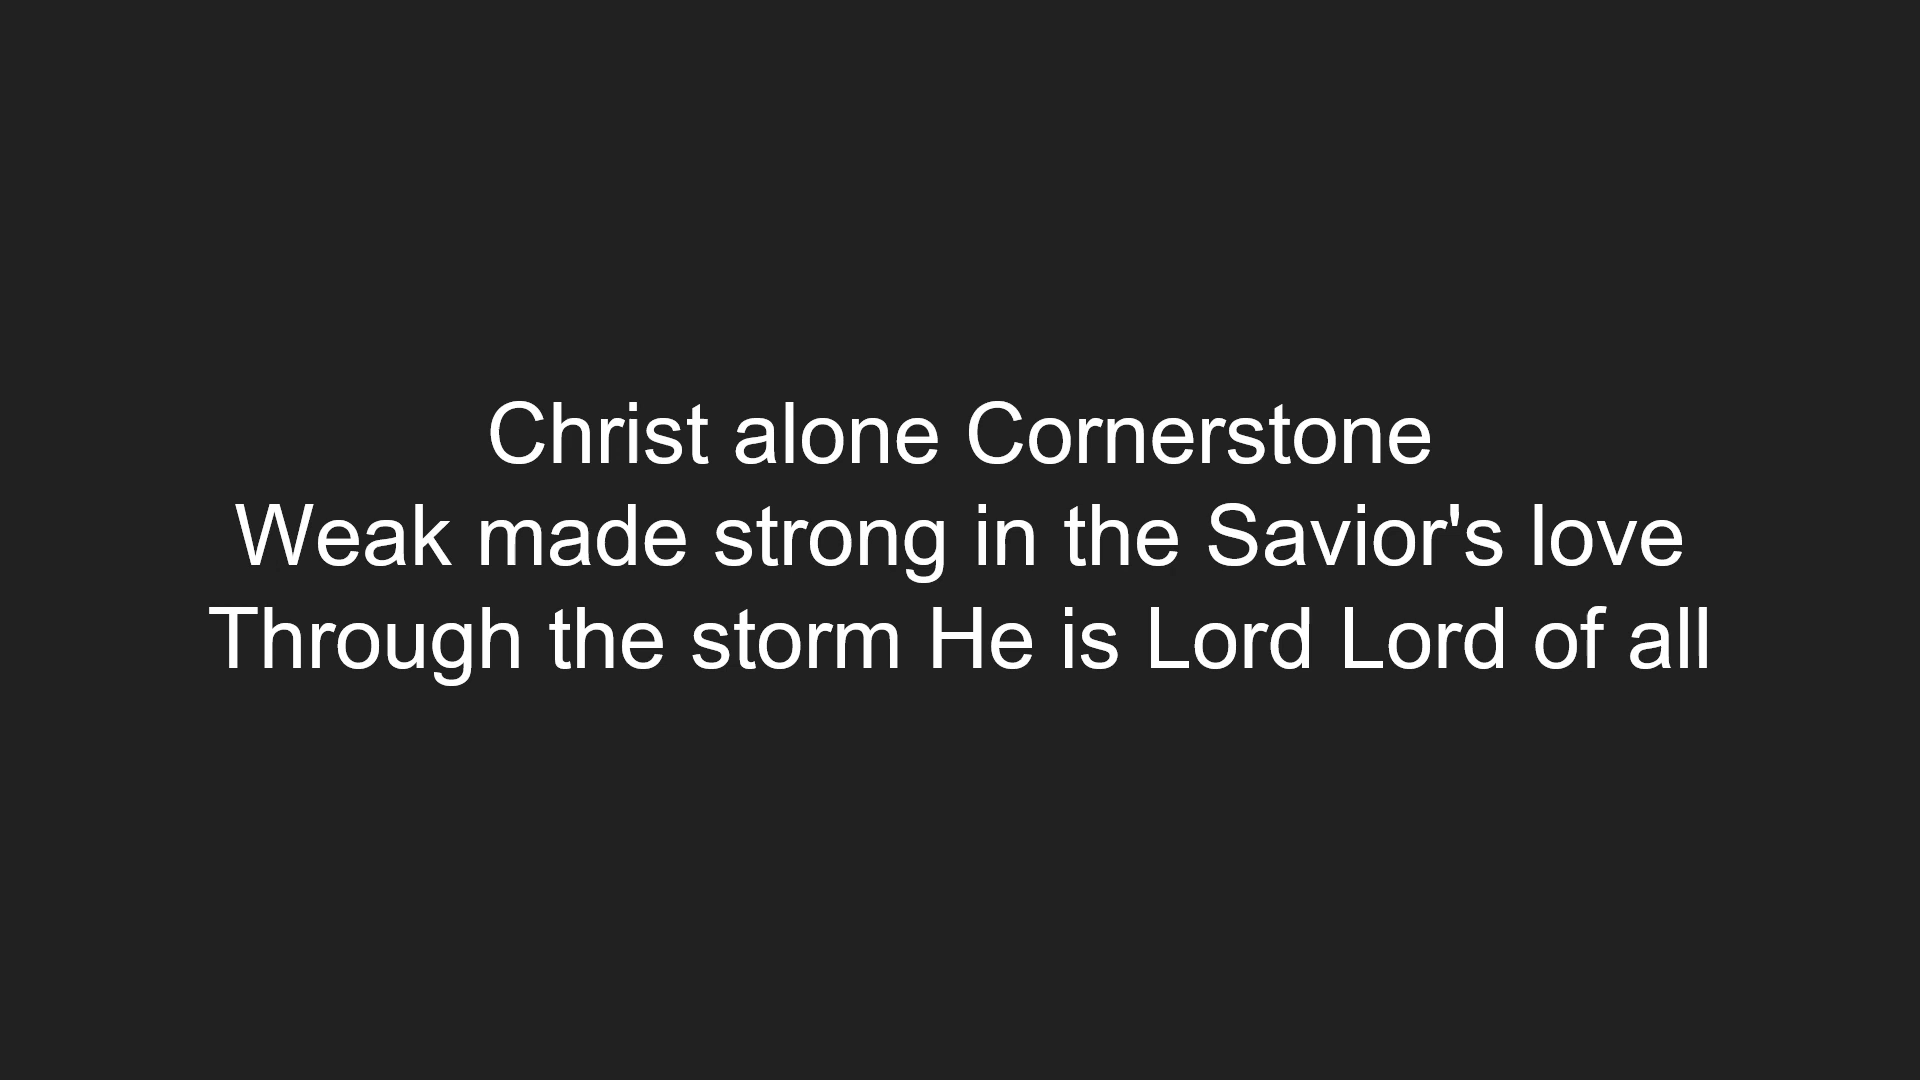 Christ alone Cornerstone
Weak made strong in the Savior's love
Through the storm He is Lord Lord of all